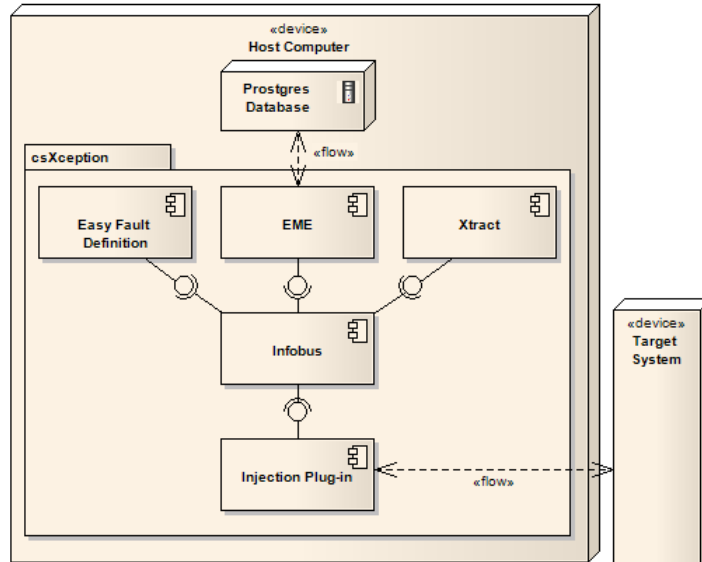 «device»
Host Computer
Prostgres
Database
«flow»
csXception
Easy Fault
Definition
EME
Xtract
Infobus
«device»
Target
System
Injection Plug-in
«flow»